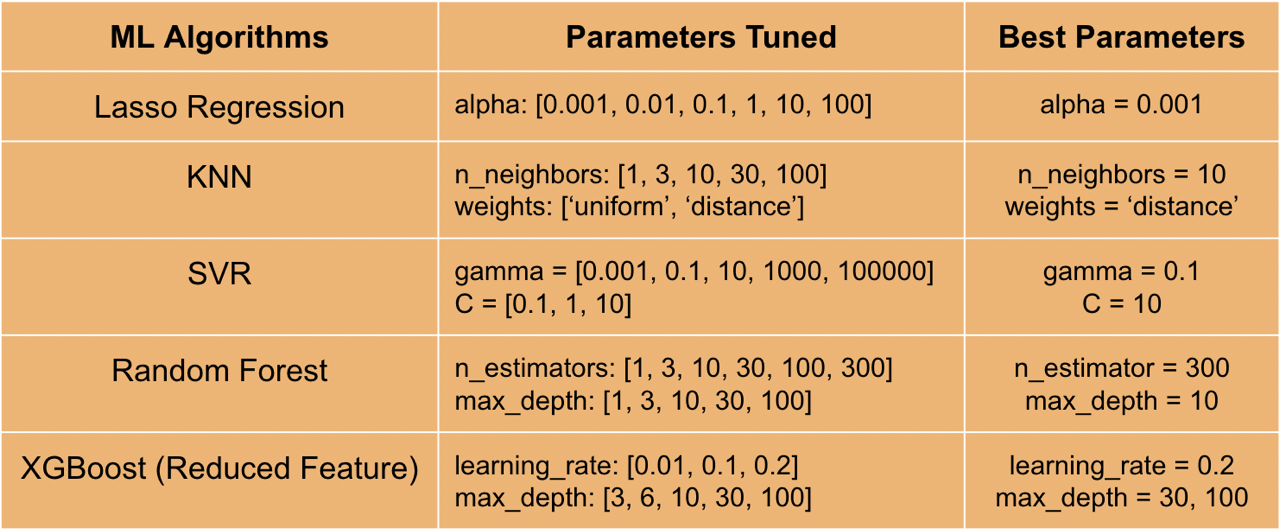 ML Algorithms
Parameters Tuned
Best Parameters
Lasso Regression
alpha: [0.001, 0.01, 0.1, 1, 10, 100]
alpha = 0.001
KNN
n_neighbors: [1, 3, 10, 30, 100]
weights: [‘uniform’, ‘distance’]
n_neighbors = 10
weights = ‘distance’
SVR
gamma = [0.001, 0.1, 10, 1000, 100000]
C = [0.1, 1, 10]
gamma = 0.1
C = 10
Random Forest
n_estimators: [1, 3, 10, 30, 100, 300]
max_depth: [1, 3, 10, 30, 100]
n_estimator = 300
max_depth = 10
XGBoost (Reduced Feature)
learning_rate: [0.01, 0.1, 0.2]
max_depth: [3, 6, 10, 30, 100]
learning_rate = 0.2
max_depth = 30, 100